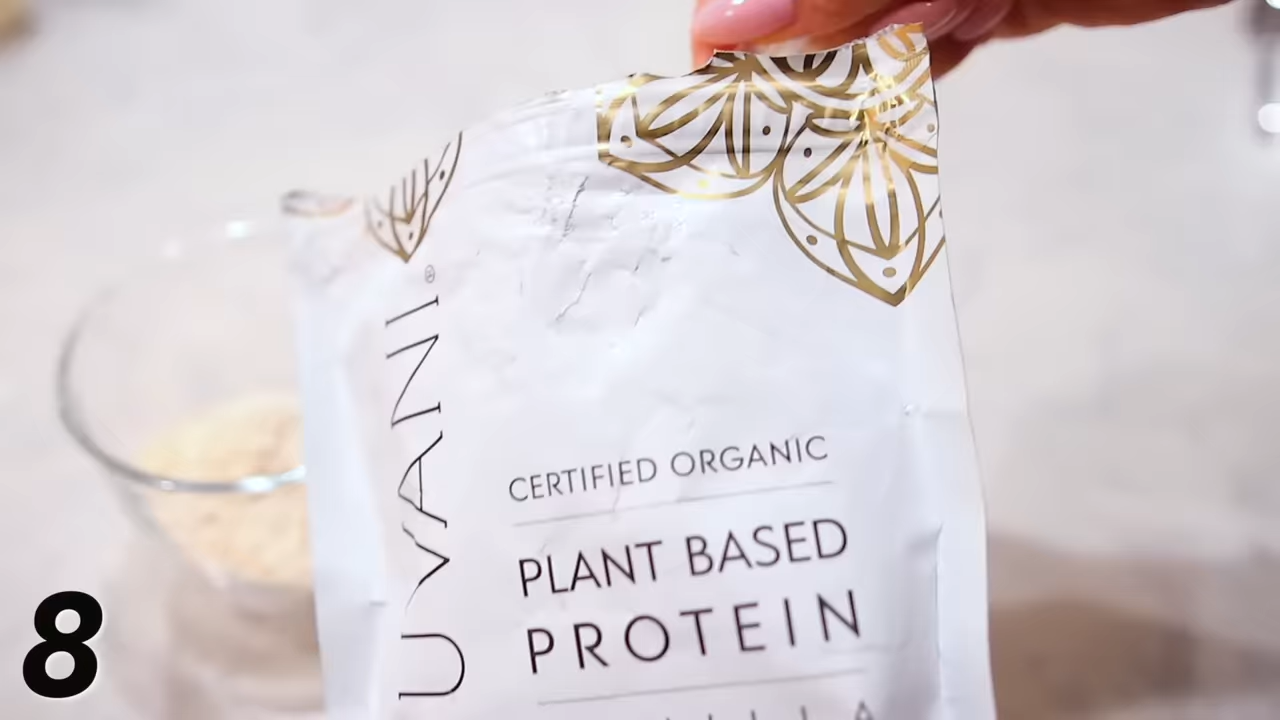 UVANI®
CERTIFIED ORGANIC
PLANT BASED
PROTEIN
8